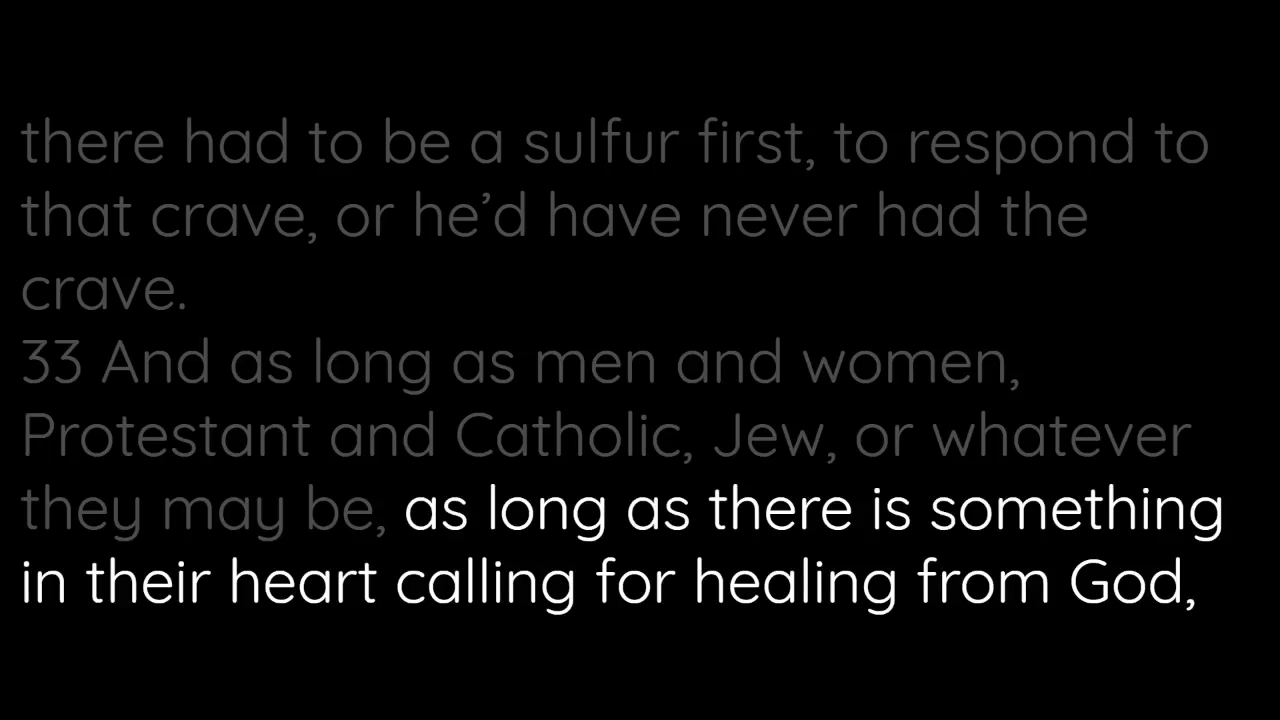 there had to be a sulfur first, to respond to
that crave, or he’d have never had the
crave.
33 And as long as men and women,
Protestant and Catholic, Jew, or whatever
they may be, as long as there is something
in their heart calling for healing from God,